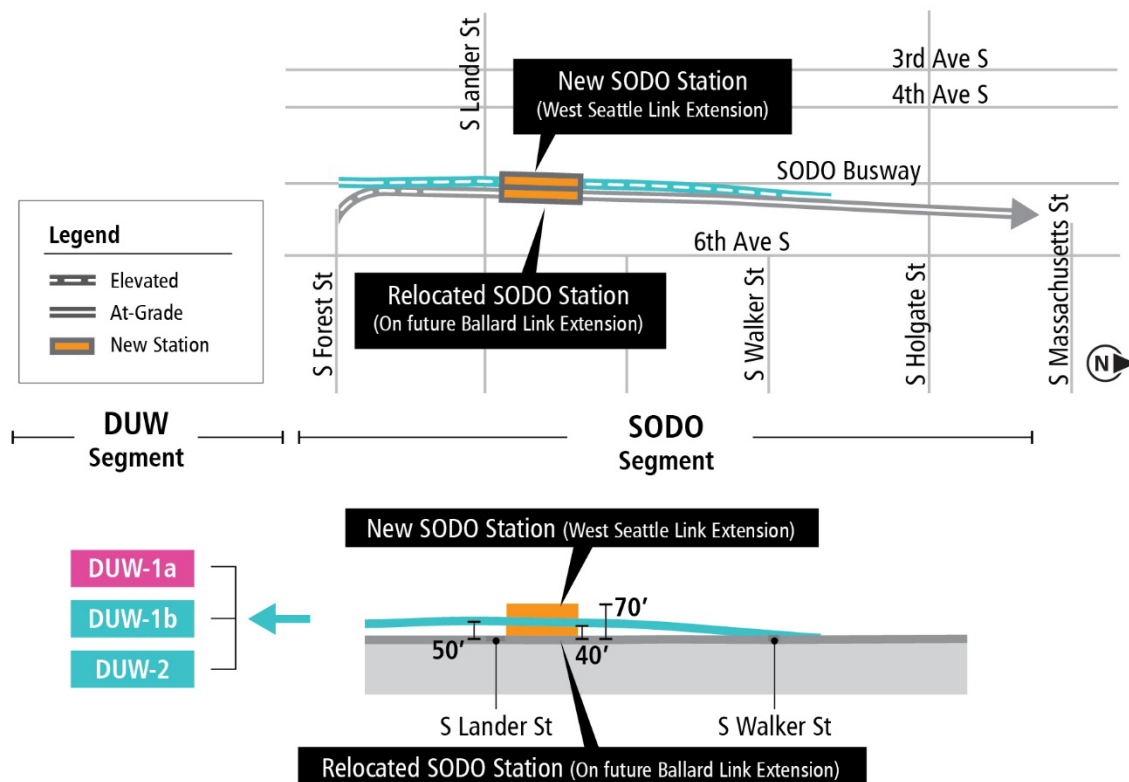 S Lander St
3rd Ave S
New SODO Station
(West Seattle Link Extension)
4th Ave S
SODO Busway
Legend
Elevated
At-Grade
New Station
6th Ave S
Relocated SODO Station
(On future Ballard Link Extension)
S Forest St
S Walker St
S Holgate St
S Massachusetts St
N
DUW
Segment
SODO
Segment
New SODO Station (West Seattle Link Extension)
DUW-1a
DUW-1b
DUW-2
70’
50’
40’
S Lander St
S Walker St
Relocated SODO Station (On future Ballard Link Extension)